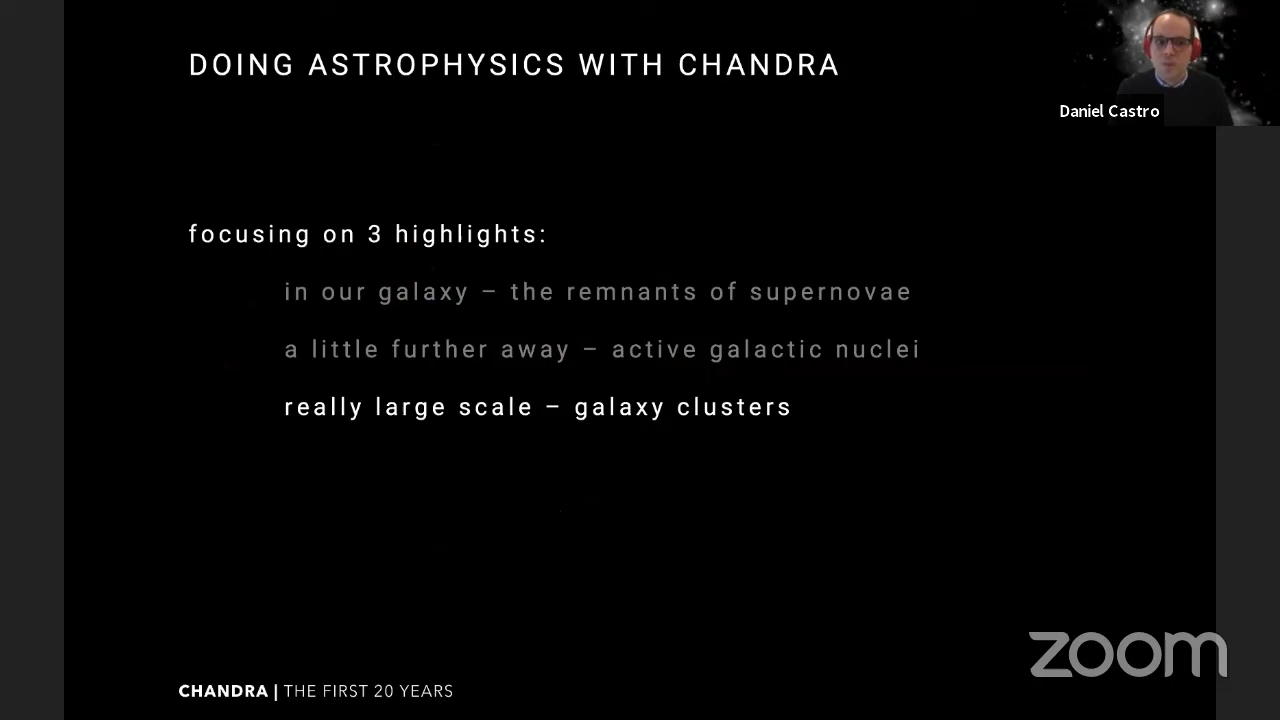 DOING ASTROPHYSICS WITH CHANDRA
Daniel Castro
focusing on 3 highlights:
in our galaxy – the remnants of supernovae
a little further away – active galactic nuclei
really large scale – galaxy clusters
zoom
CHANDRA | THE FIRST 20 YEARS